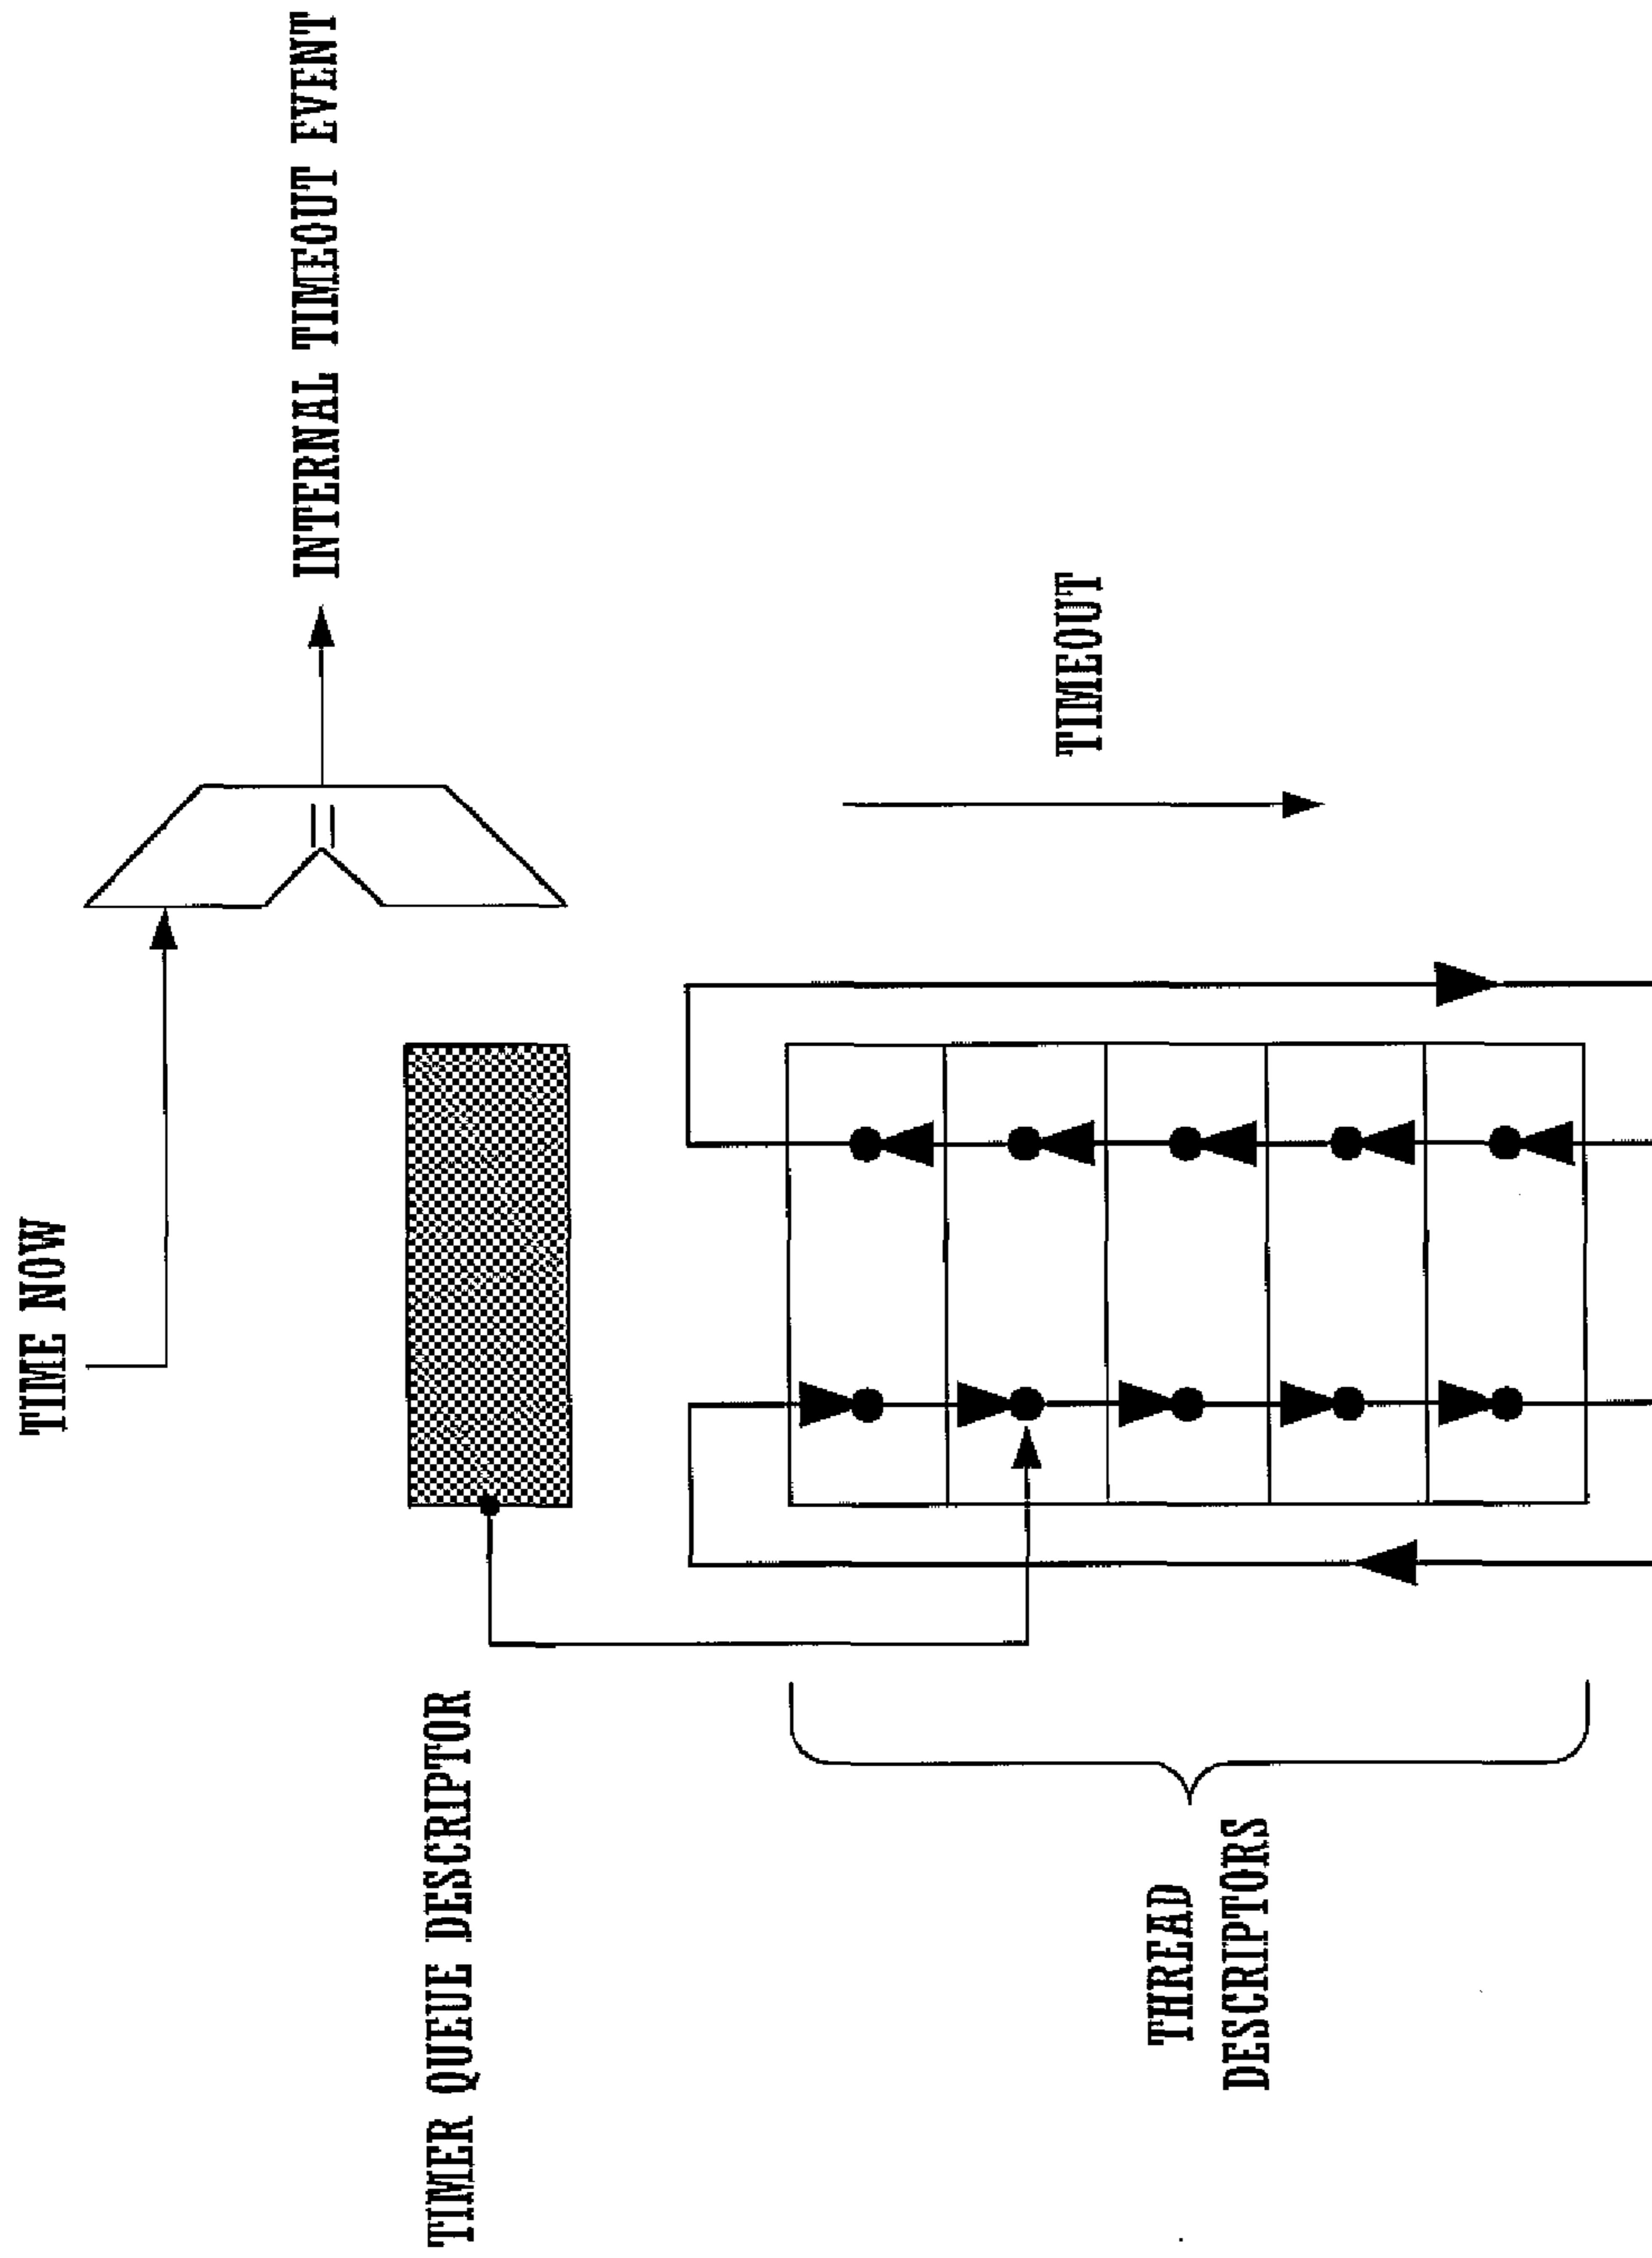 TIME NOW
INTERNAL TIMEOUT EVENT
TIMER QUEUE DESCRIPTOR
=
TIMEOUT
THREAD
DESCRIPTORS